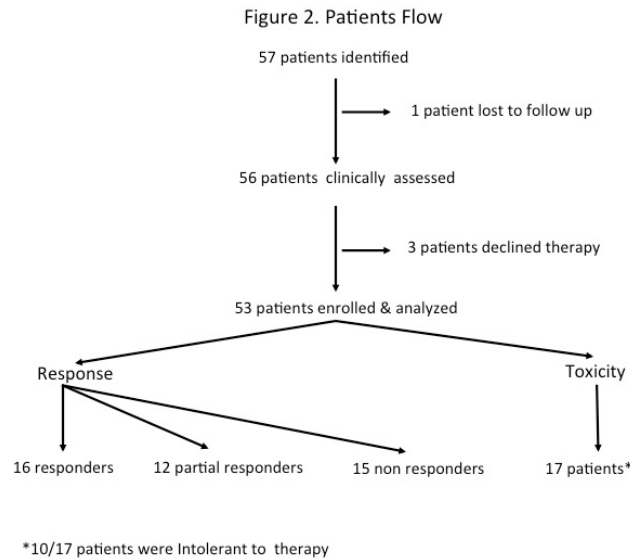 Figure 2. Patients Flow
57 patients identified
1 patient lost to follow up
56 patients clinically assessed
3 patients declined therapy
53 patients enrolled & analyzed
Response
Toxicity
16 responders
12 partial responders
15 non responders
17 patients*
*10/17 patients were Intolerant to therapy